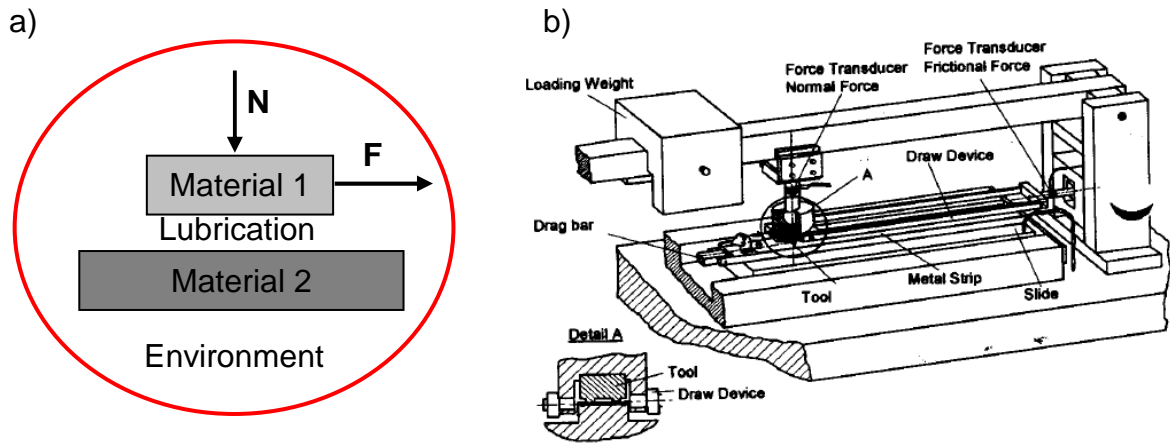 a)
N
F
Material 1
Lubrication
Material 2
Environment
b)
Force Transducer
Frictional Force
Force Transducer
Normal Force
Loading Weight
A
Draw Device
Drag bar
Metal Strip
Tool
Slide
Detail A
Tool
Draw Device